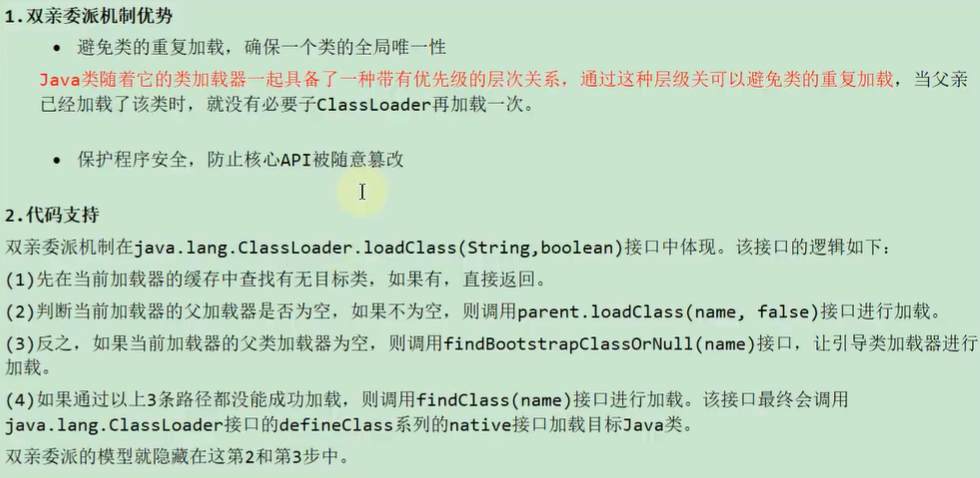 1.双亲委派机制优势
• 避免类的重复加载，确保一个类的全局唯一性
Java类随着它的类加载器一起具备了一种带有优先级的层次关系，通过这种层级关可以避免类的重复加载，当父亲
已经加载了该类时，就没有必要子ClassLoader再加载一次。
• 保护程序安全，防止核心API被随意篡改
2.代码支持
双亲委派机制在java.lang.ClassLoader.loadClass(String,boolean)接口中体现。该接口的逻辑如下：
(1)先在当前加载器的缓存中查找有无目标类，如果有，直接返回。
(2)判断当前加载器的父加载器是否为空，如果不为空，则调用parent.loadClass(name, false)接口进行加载。
(3)反之，如果当前加载器的父类加载器为空，则调用findBootstrapClassOrNull(name)接口，让引导类加载器进行
加载。
(4)如果通过以上3条路径都没能成功加载，则调用findClass(name)接口进行加载。该接口最终会调用
java.lang.ClassLoader接口的defineClass系列的native接口加载目标Java类。
双亲委派的模型就隐藏在这第2和第3步中。